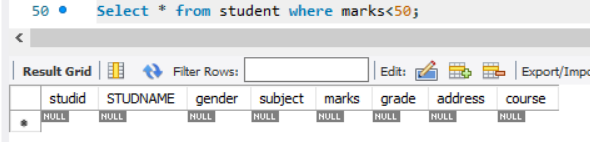 50 Select * from student where marks<50;
Result Grid Filter Rows: Edit: Export/Impo
studid STUDNAME gender subject marks grade address course
NULL NULL NULL NULL NULL NULL NULL NULL